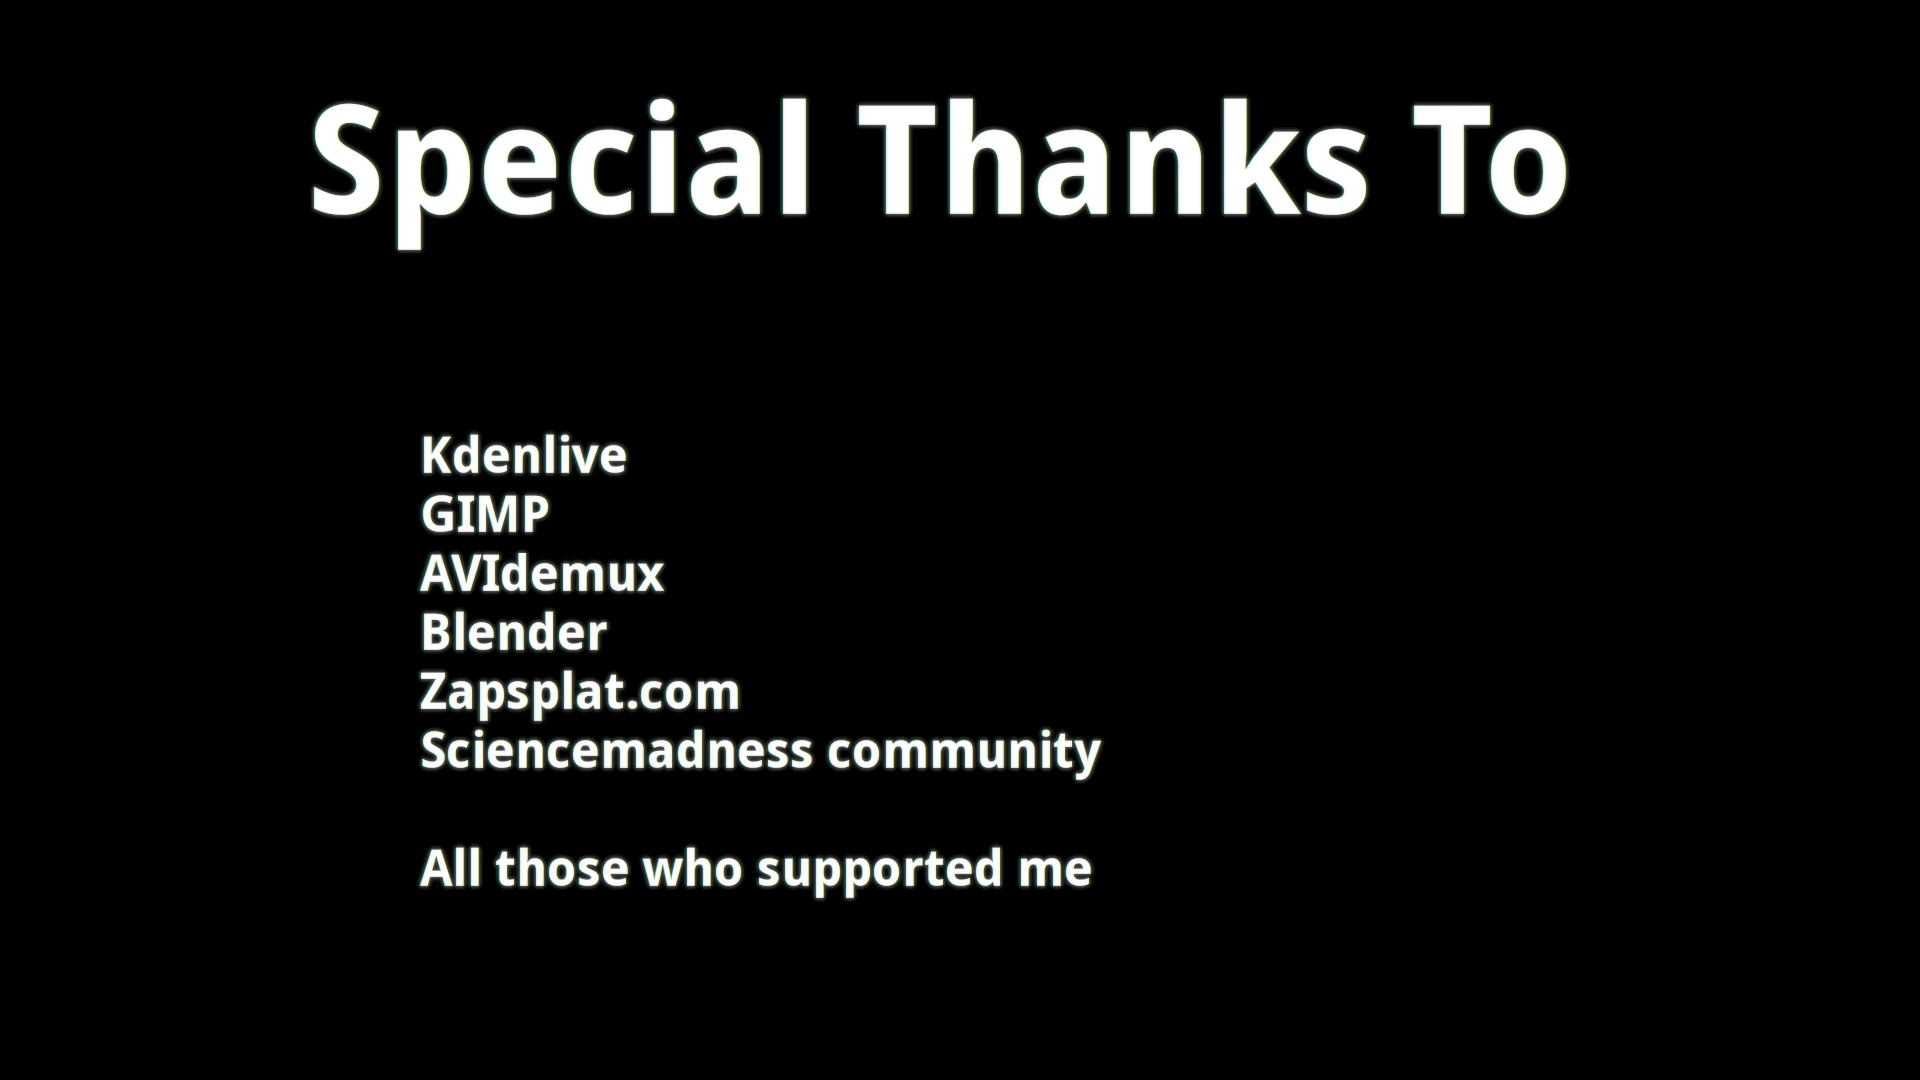 Special Thanks To
Kdenlive
GIMP
AVIdemux
Blender
Zapsplat.com
Sciencemadness community
All those who supported me